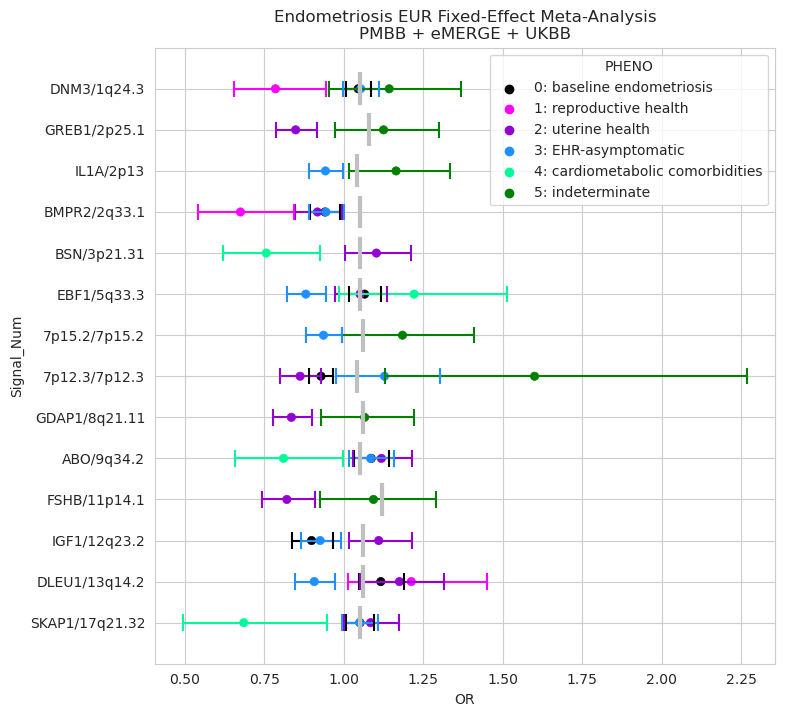 Endometriosis EUR Fixed-Effect Meta-Analysis
PMBB + eMERGE + UKBB
PHENO
0: baseline endometriosis
1: reproductive health
2: uterine health
3: EHR-asymptomatic
4: cardiometabolic comorbidities
5: indeterminate
Signal_Num
DNM3/1q24.3
GREB1/2p25.1
IL1A/2p13
BMPR2/2q33.1
BSN/3p21.31
EBF1/5q33.3
7p15.2/7p15.2
7p12.3/7p12.3
GDAP1/8q21.11
ABO/9q34.2
FSHB/11p14.1
IGF1/12q23.2
DLEU1/13q14.2
SKAP1/17q21.32
0.50 0.75 1.00 1.25 1.50 1.75 2.00 2.25
OR